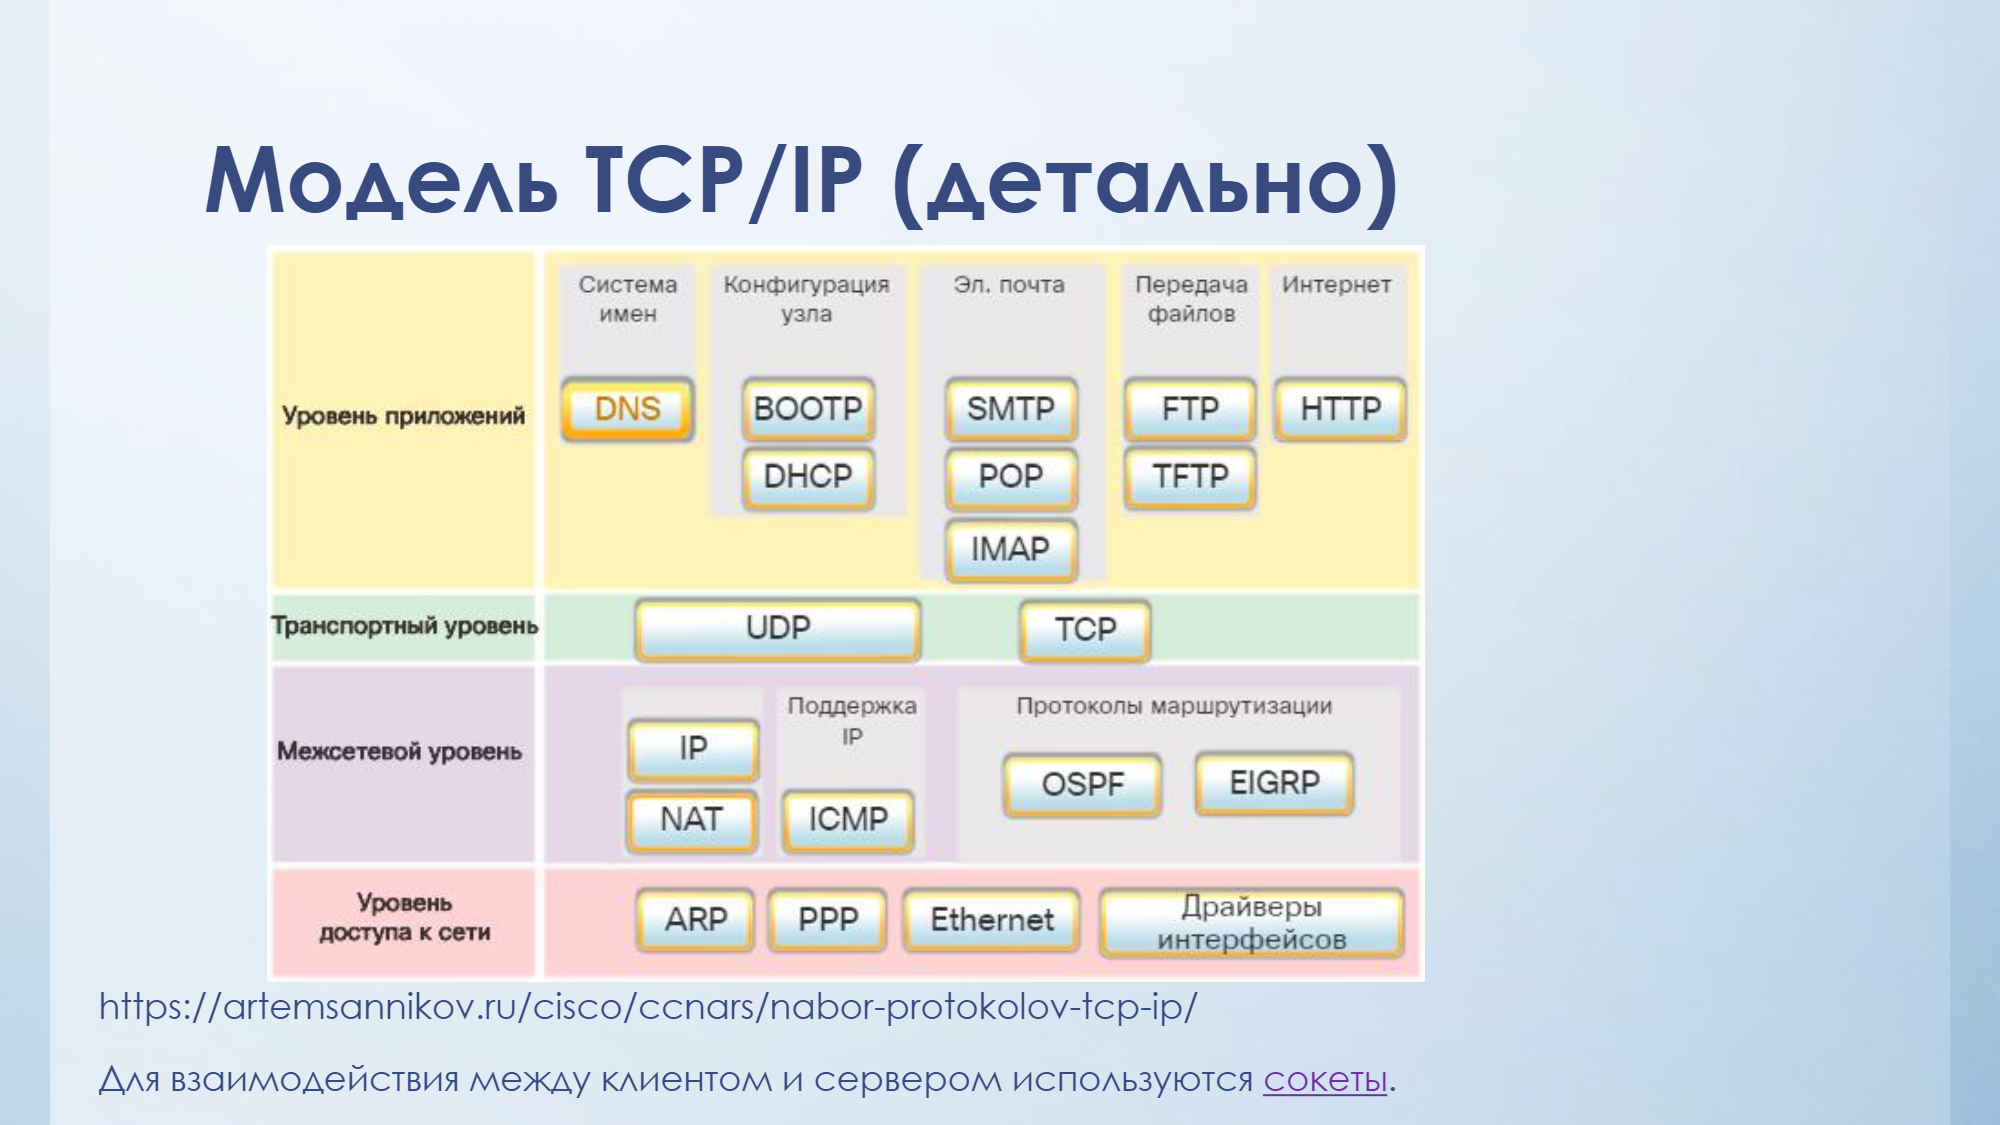 Модель TCP/IP (детально)
Уровень приложений
Система
имен
DNS
Конфигурация
узла
BOOTP
DHCP
Эл. почта
SMTP
POP
IMAP
Передача
файлов
FTP
TFTP
Интернет
HTTP
Транспортный уровень
UDP
TCP
Межсетевой уровень
IP
NAT
Поддержка
IP
ICMP
Протоколы маршрутизации
OSPF
EIGRP
Уровень
доступа к сети
ARP
PPP
Ethernet
Драйверы
интерфейсов
https://artemsannikov.ru/cisco/ccnars/nabor-protokolov-tcp-ip/
Для взаимодействия между клиентом и сервером используются сокеты.